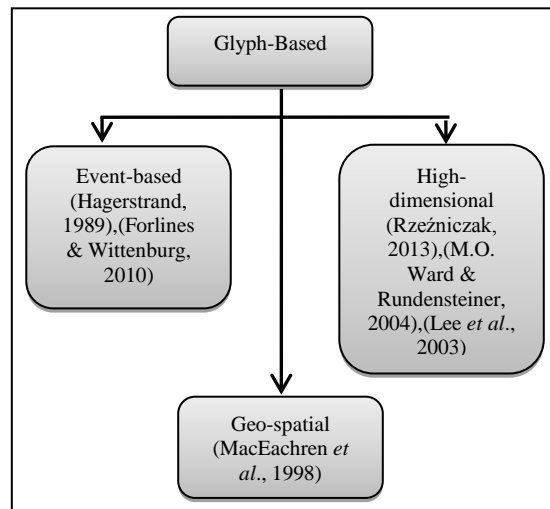 Glyph-Based
Event-based
(Hagerstrand,
1989),(Forlines
& Wittenburg,
2010)
High-
dimensional
(Rzeźniczak,
2013),(M.O.
Ward &
Rundensteiner,
2004),(Lee et al.,
2003)
Geo-spatial
(MacEachren et
al., 1998)